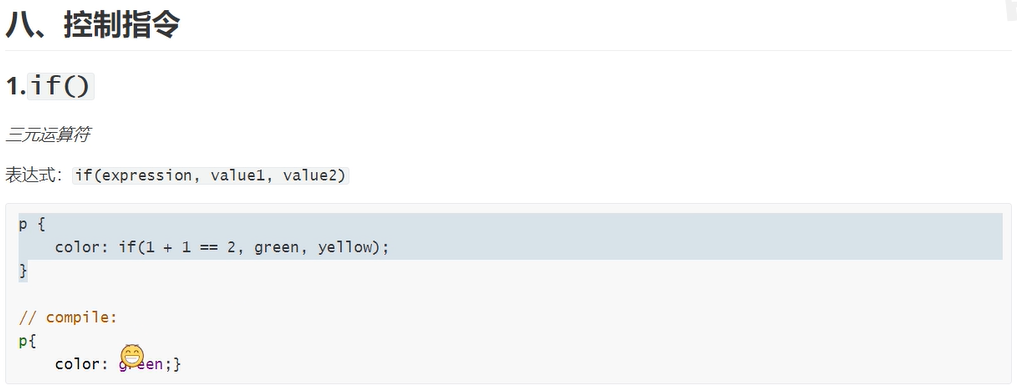 八、控制指令
1.if()
三元运算符
表达式：if(expression, value1, value2)
p {
    color: if(1 + 1 == 2, green, yellow);
}
// compile:
p{
    color: green;}